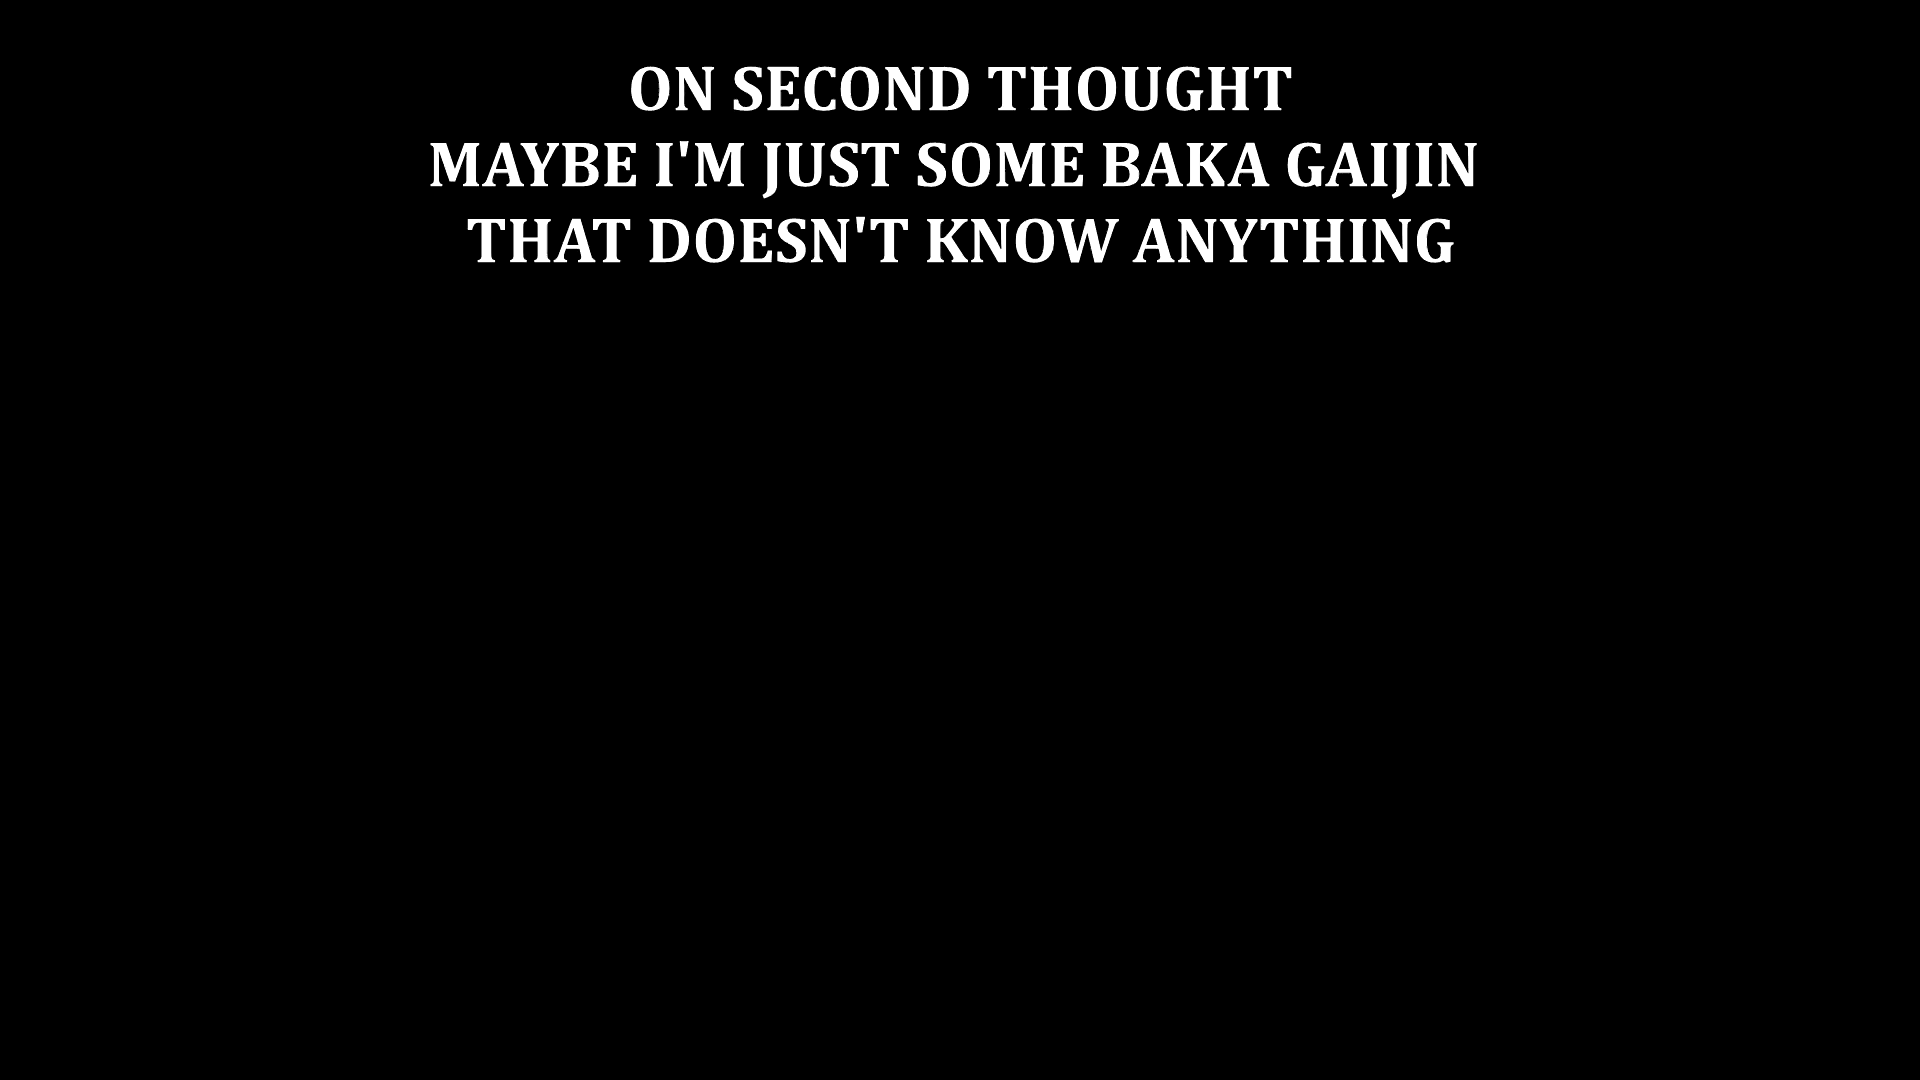 ON SECOND THOUGHT
MAYBE I'M JUST SOME BAKA GAIJIN
THAT DOESN'T KNOW ANYTHING